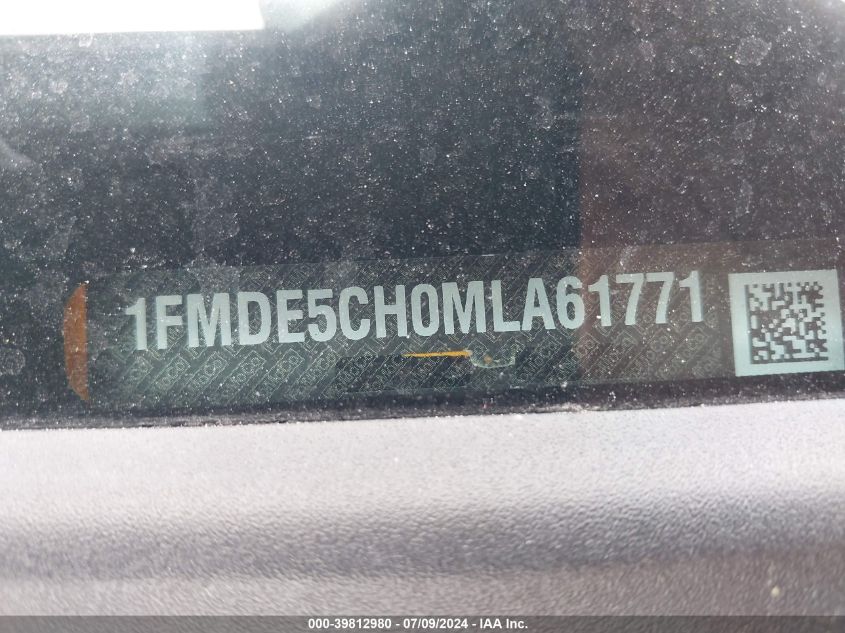 1FMDE5CH0MLA61771
000-39812980 - 07/09/2024 - IAA Inc.